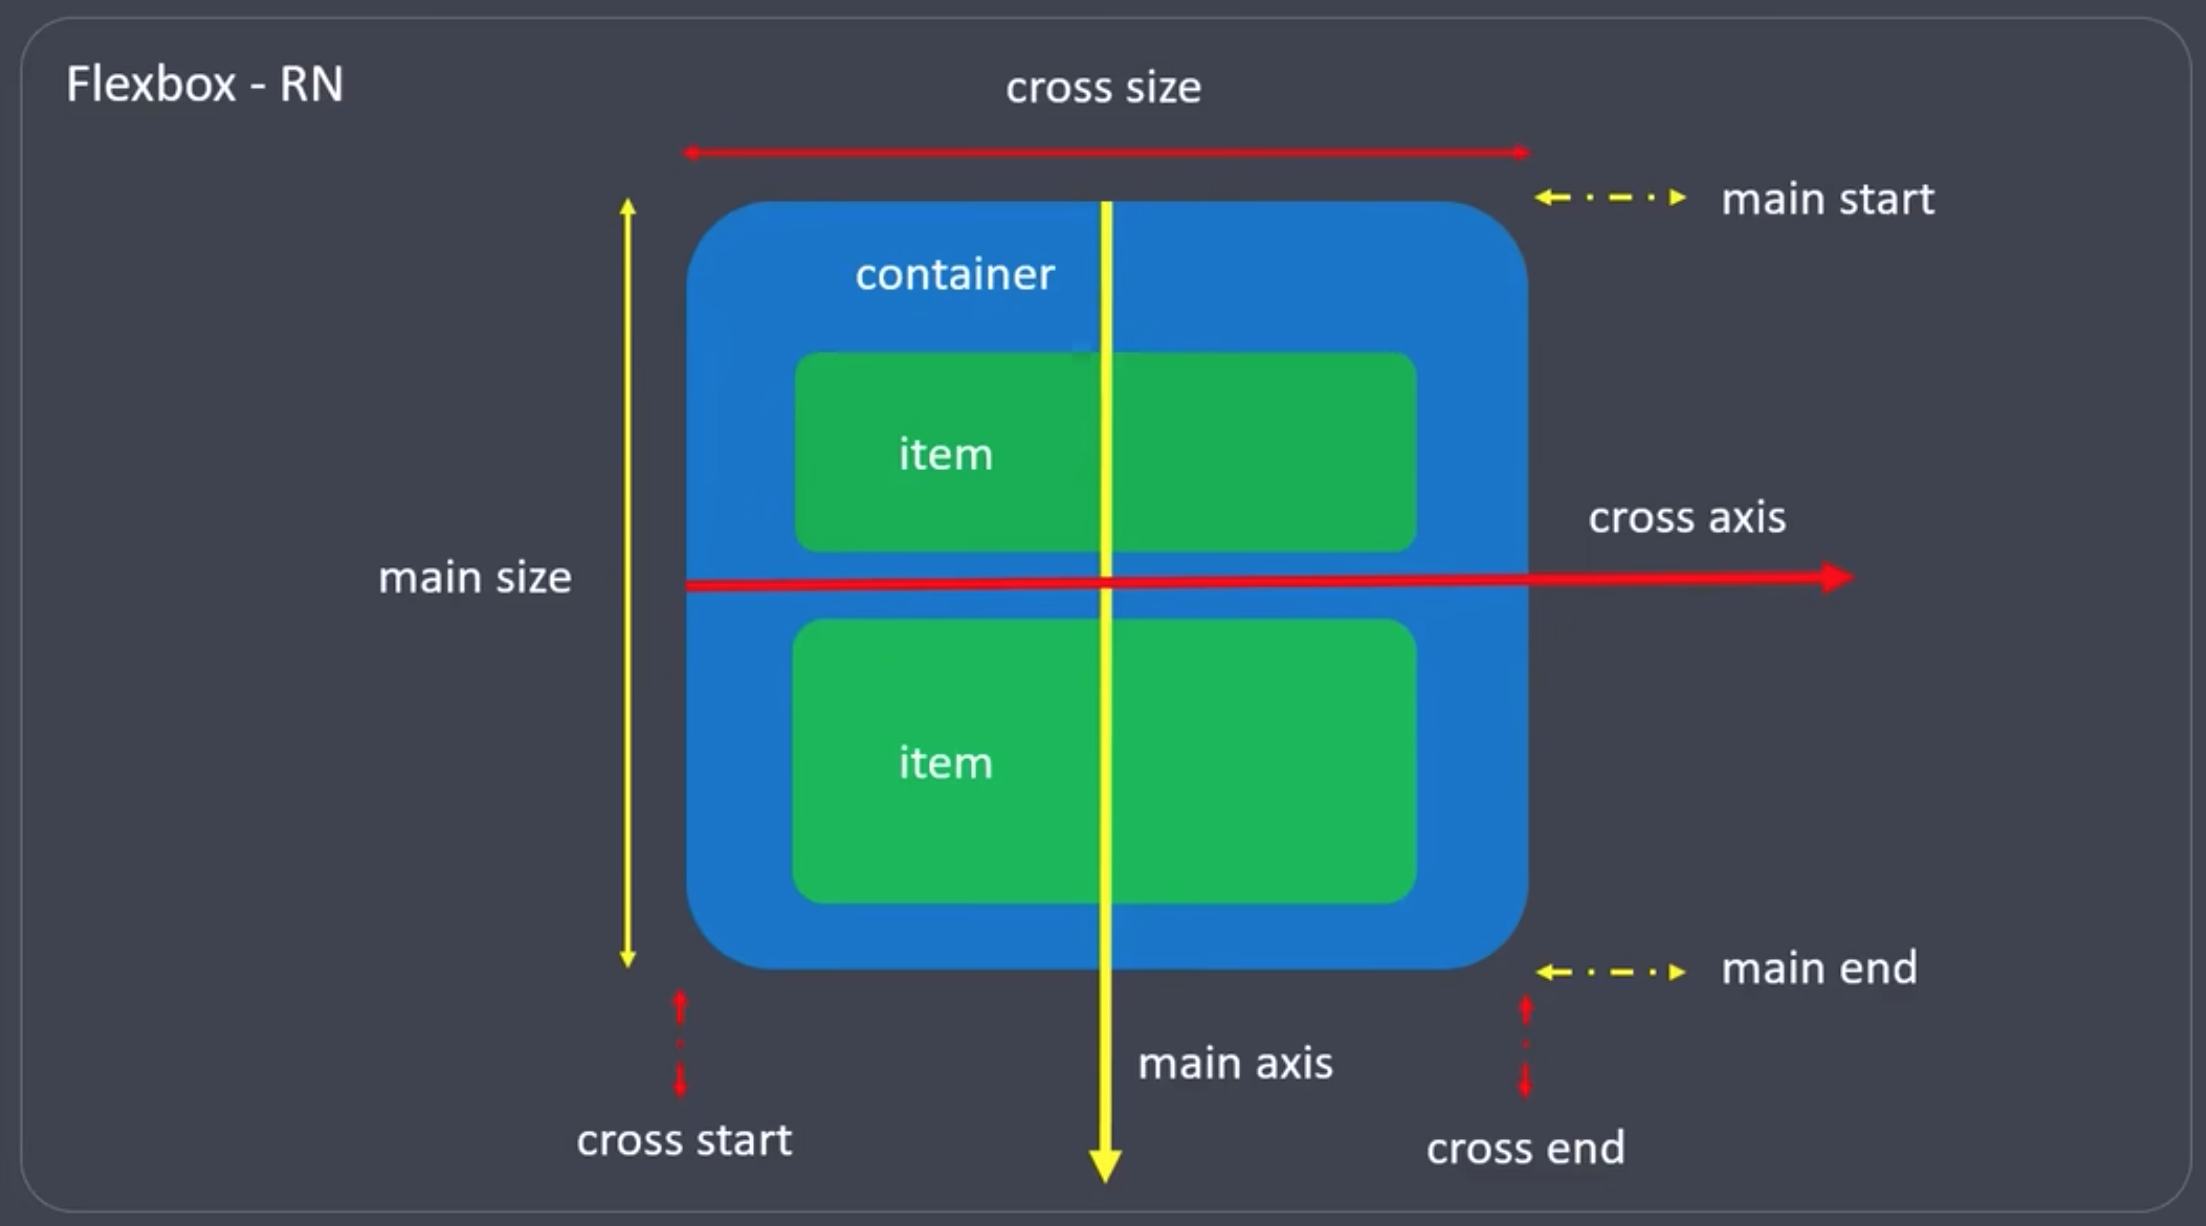 Flexbox - RN
cross size
main start
container
item
cross axis
main size
item
main end
main axis
cross start
cross end